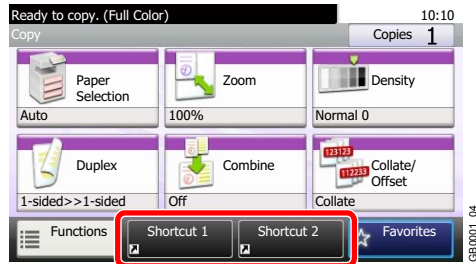 Ready to copy. (Full Color) 10:10
Copy Copies 1
Paper Selection
Zoom
Density
Auto
100%
Normal 0
Duplex
Combine
123123
112233
Collate/
Offset
1-sided>>1-sided
Off
Collate
Functions
Shortcut 1
Shortcut 2
Favorites
GB0001_04